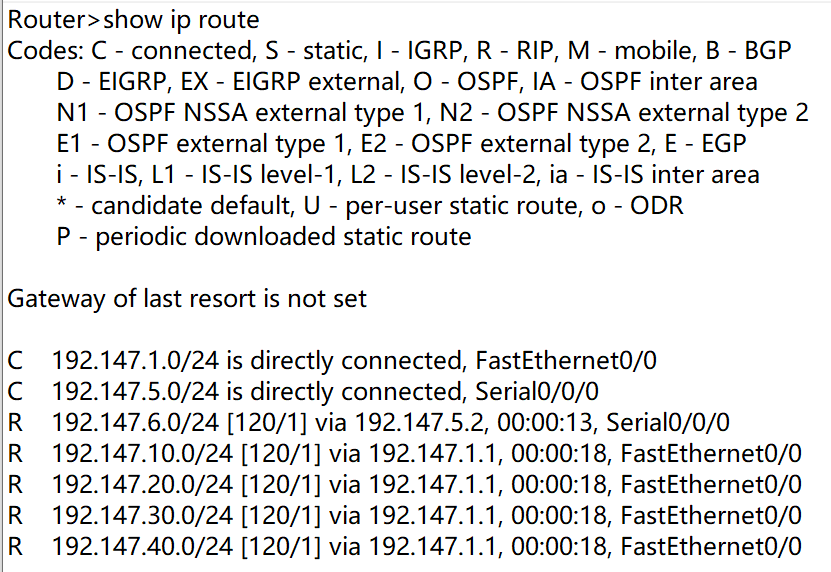 Router>show ip route
Codes: C - connected, S - static, I - IGRP, R - RIP, M - mobile, B - BGP
D - EIGRP, EX - EIGRP external, O - OSPF, IA - OSPF inter area
N1 - OSPF NSSA external type 1, N2 - OSPF NSSA external type 2
E1 - OSPF external type 1, E2 - OSPF external type 2, E - EGP
i - IS-IS, L1 - IS-IS level-1, L2 - IS-IS level-2, ia - IS-IS inter area
* - candidate default, U - per-user static route, o - ODR
P - periodic downloaded static route
Gateway of last resort is not set
C 192.147.1.0/24 is directly connected, FastEthernet0/0
C 192.147.5.0/24 is directly connected, Serial0/0/0
R 192.147.6.0/24 [120/1] via 192.147.5.2, 00:00:13, Serial0/0/0
R 192.147.10.0/24 [120/1] via 192.147.1.1, 00:00:18, FastEthernet0/0
R 192.147.20.0/24 [120/1] via 192.147.1.1, 00:00:18, FastEthernet0/0
R 192.147.30.0/24 [120/1] via 192.147.1.1, 00:00:18, FastEthernet0/0
R 192.147.40.0/24 [120/1] via 192.147.1.1, 00:00:18, FastEthernet0/0